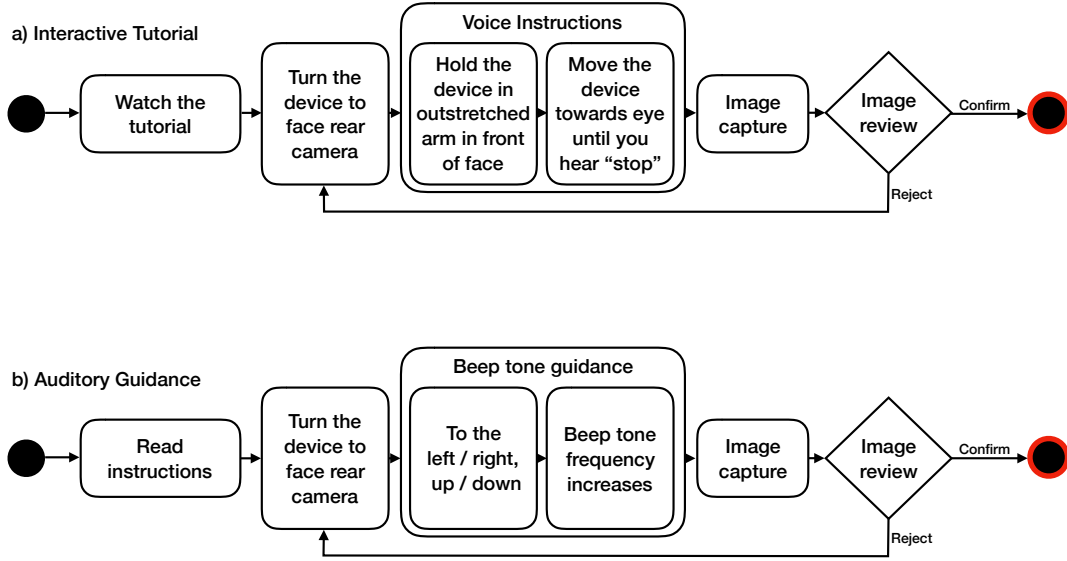 a) Interactive Tutorial
Watch the
tutorial
Turn the
device to
face rear
camera
Voice Instructions
Hold the
device in
outstretched
arm in front
of face
Move the
device
towards eye
until you
hear “stop”
Image
capture
Image
review
Confirm
Reject
b) Auditory Guidance
Read
instructions
Turn the
device to
face rear
camera
Beep tone guidance
To the
left / right,
up / down
Beep tone
frequency
increases
Image
capture
Image
review
Confirm
Reject